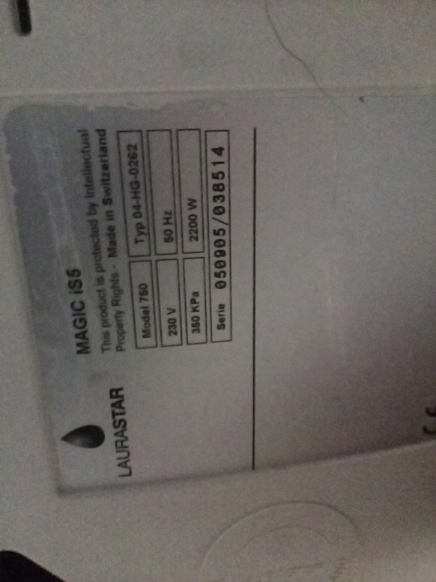 LAURASTAR
MAGIC iS5
This product is protected by Intellectual
Property Rights - Made in Switzerland
Model 760 Typ 04-HG-0262
230 V 50 Hz
350 KPa 2200 W
Serie 050905/038514